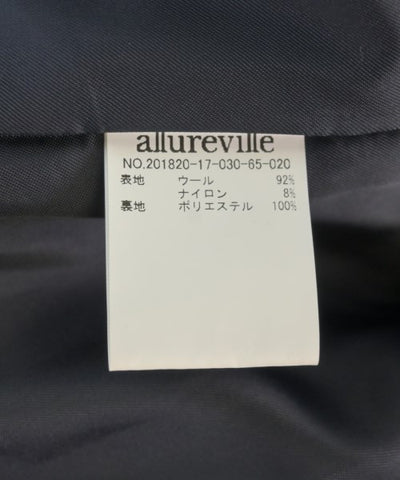 allureville
NO.201820-17-030-65-020
表地 ウール 92%
ナイロン 8%
裏地 ポリエステル 100%